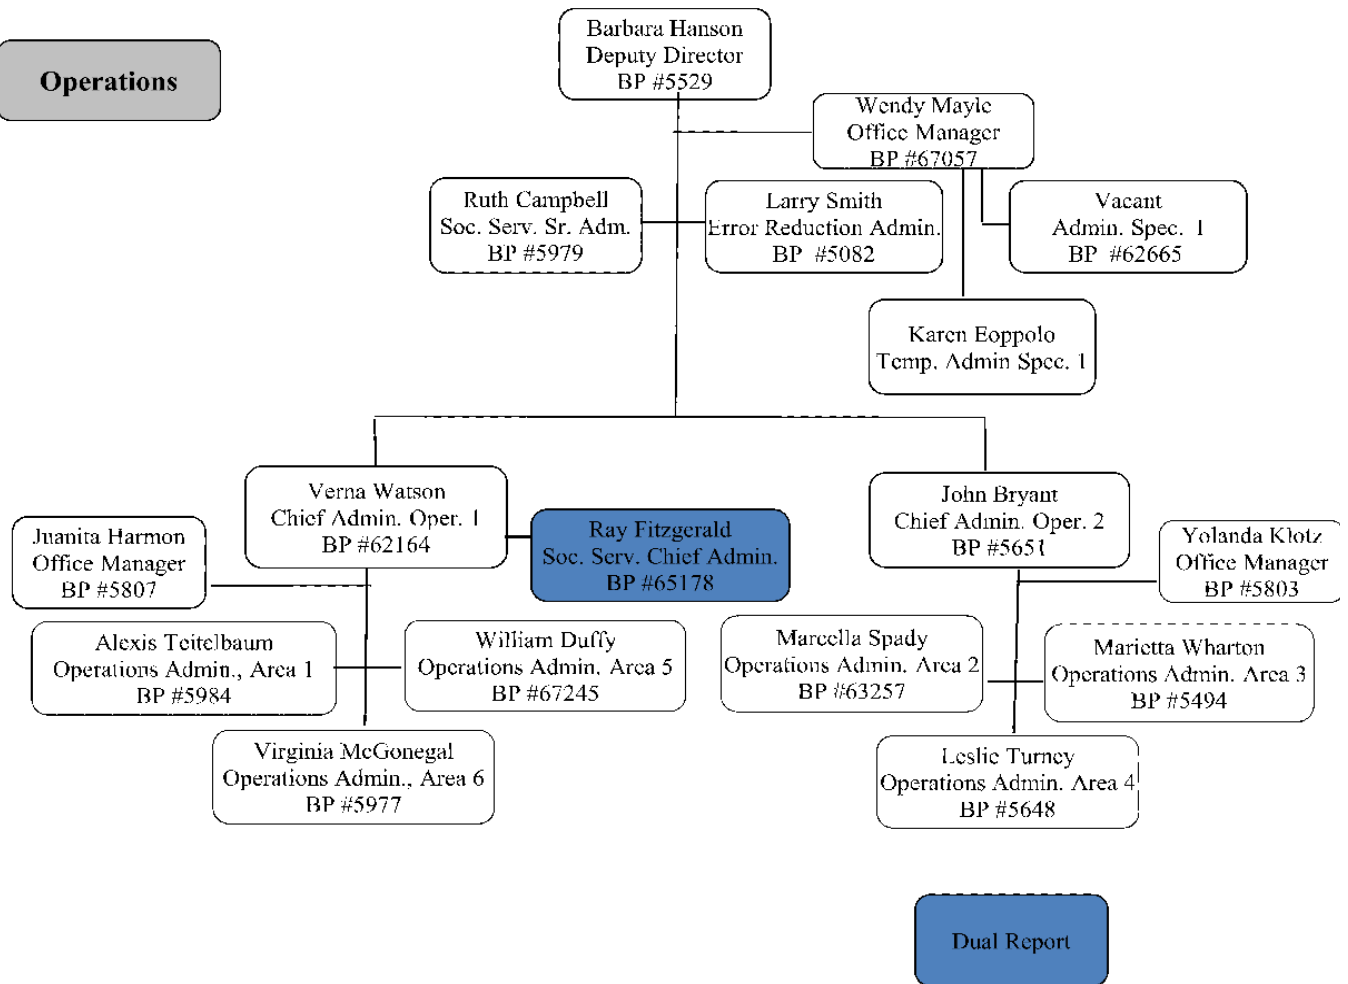 Barbara Hanson
Deputy Director
BP #5529
Operations
Wendy Mayle
Office Manager
BP #67057
Ruth Campbell
Soc. Serv. Sr. Adm.
BP #5979
Larry Smith
Error Reduction Admin.
BP #5082
Vacant
Admin. Spec. 1
BP #62665
Karen Eoppolo
Temp. Admin Spec. 1
Verna Watson
Chief Admin. Oper. 1
BP #62164
Ray Fitzgerald
Soc. Serv. Chief Admin.
BP #65178
John Bryant
Chief Admin. Oper. 2
BP #5651
Juanita Harmon
Office Manager
BP #5807
Yolanda Klotz
Office Manager
BP #5803
Alexis Teitelbaum
Operations Admin., Area 1
BP #5984
William Duffy
Operations Admin. Area 5
BP #67245
Marcella Spady
Operations Admin. Area 2
BP #63257
Marietta Wharton
Operations Admin. Area 3
BP #5494
Virginia McGonegal
Operations Admin., Area 6
BP #5977
Leslie Turney
Operations Admin. Area 4
BP #5648
Dual Report